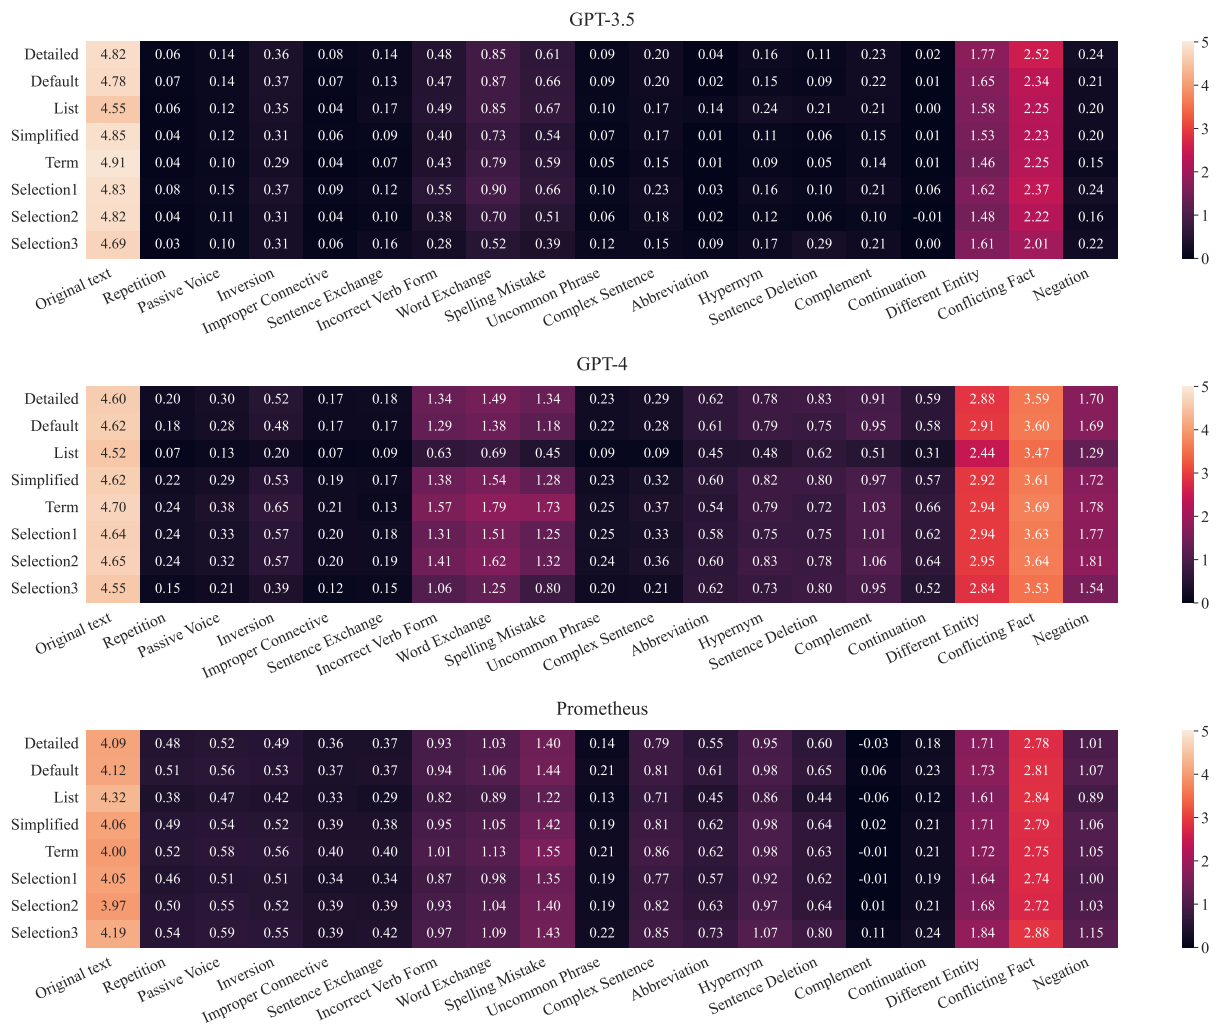 GPT-3.5
Detailed 4.82 0.06 0.14 0.36 0.08 0.14 0.48 0.85 0.61 0.09 0.20 0.04 0.16 0.11 0.23 0.02 1.77 2.52 0.24
Default 4.78 0.07 0.14 0.37 0.07 0.13 0.47 0.87 0.66 0.09 0.20 0.02 0.15 0.09 0.22 0.01 1.65 2.34 0.21
List 4.55 0.06 0.12 0.35 0.04 0.17 0.49 0.85 0.67 0.10 0.17 0.14 0.24 0.21 0.21 0.00 1.58 2.25 0.20
Simplified 4.85 0.04 0.12 0.31 0.06 0.09 0.40 0.73 0.54 0.07 0.17 0.01 0.11 0.06 0.15 0.01 1.53 2.23 0.20
Term 4.91 0.04 0.10 0.29 0.04 0.07 0.43 0.79 0.59 0.05 0.15 0.01 0.09 0.05 0.14 0.01 1.46 2.25 0.15
Selection1 4.83 0.08 0.15 0.37 0.09 0.12 0.55 0.90 0.66 0.10 0.23 0.03 0.16 0.10 0.21 0.06 1.62 2.37 0.24
Selection2 4.82 0.04 0.11 0.31 0.04 0.10 0.38 0.70 0.51 0.06 0.18 0.02 0.12 0.06 0.10 -0.01 1.48 2.22 0.16
Selection3 4.69 0.03 0.10 0.31 0.06 0.16 0.28 0.52 0.39 0.12 0.15 0.09 0.17 0.29 0.21 0.00 1.61 2.01 0.22
Original text Repetition Passive Voice Inversion Improper Connective Sentence Exchange Incorrect Verb Form Word Exchange Spelling Mistake Uncommon Phrase Complex Sentence Abbreviation Hypernym Sentence Deletion Complement Continuation Different Entity Conflicting Fact Negation
5
4
3
2
1
0
GPT-4
Detailed 4.60 0.20 0.30 0.52 0.17 0.18 1.34 1.49 1.34 0.23 0.29 0.62 0.78 0.83 0.91 0.59 2.88 3.59 1.70
Default 4.62 0.18 0.28 0.48 0.17 0.17 1.29 1.38 1.18 0.22 0.28 0.61 0.79 0.75 0.95 0.58 2.91 3.60 1.69
List 4.52 0.07 0.13 0.20 0.07 0.09 0.63 0.69 0.45 0.09 0.09 0.45 0.48 0.62 0.51 0.31 2.44 3.47 1.29
Simplified 4.62 0.22 0.29 0.53 0.19 0.17 1.38 1.54 1.28 0.23 0.32 0.60 0.82 0.80 0.97 0.57 2.92 3.61 1.72
Term 4.70 0.24 0.38 0.65 0.21 0.13 1.57 1.79 1.73 0.25 0.37 0.54 0.79 0.72 1.03 0.66 2.94 3.69 1.78
Selection1 4.64 0.24 0.33 0.57 0.20 0.18 1.31 1.51 1.25 0.25 0.33 0.58 0.75 0.75 1.01 0.62 2.94 3.63 1.77
Selection2 4.65 0.24 0.32 0.57 0.20 0.19 1.41 1.62 1.32 0.24 0.36 0.60 0.83 0.78 1.06 0.64 2.95 3.64 1.81
Selection3 4.55 0.15 0.21 0.39 0.12 0.15 1.06 1.25 0.80 0.20 0.21 0.62 0.73 0.80 0.95 0.52 2.84 3.53 1.54
Original text Repetition Passive Voice Inversion Improper Connective Sentence Exchange Incorrect Verb Form Word Exchange Spelling Mistake Uncommon Phrase Complex Sentence Abbreviation Hypernym Sentence Deletion Complement Continuation Different Entity Conflicting Fact Negation
5
4
3
2
1
0
Prometheus
Detailed 4.09 0.48 0.52 0.49 0.36 0.37 0.93 1.03 1.40 0.14 0.79 0.55 0.95 0.60 -0.03 0.18 1.71 2.78 1.01
Default 4.12 0.51 0.56 0.53 0.37 0.37 0.94 1.06 1.44 0.21 0.81 0.61 0.98 0.65 0.06 0.23 1.73 2.81 1.07
List 4.32 0.38 0.47 0.42 0.33 0.29 0.82 0.89 1.22 0.13 0.71 0.45 0.86 0.44 -0.06 0.12 1.61 2.84 0.89
Simplified 4.06 0.49 0.54 0.52 0.39 0.38 0.95 1.05 1.42 0.19 0.81 0.62 0.98 0.64 0.02 0.21 1.71 2.79 1.06
Term 4.00 0.52 0.58 0.56 0.40 0.40 1.01 1.13 1.55 0.21 0.86 0.62 0.98 0.63 -0.01 0.21 1.72 2.75 1.05
Selection1 4.05 0.46 0.51 0.51 0.34 0.34 0.87 0.98 1.35 0.19 0.77 0.57 0.92 0.62 -0.01 0.19 1.64 2.74 1.00
Selection2 3.97 0.50 0.55 0.52 0.39 0.39 0.93 1.04 1.40 0.19 0.82 0.63 0.97 0.64 0.01 0.21 1.68 2.72 1.03
Selection3 4.19 0.54 0.59 0.55 0.39 0.42 0.97 1.09 1.43 0.22 0.85 0.73 1.07 0.80 0.11 0.24 1.84 2.88 1.15
Original text Repetition Passive Voice Inversion Improper Connective Sentence Exchange Incorrect Verb Form Word Exchange Spelling Mistake Uncommon Phrase Complex Sentence Abbreviation Hypernym Sentence Deletion Complement Continuation Different Entity Conflicting Fact Negation
5
4
3
2
1
0